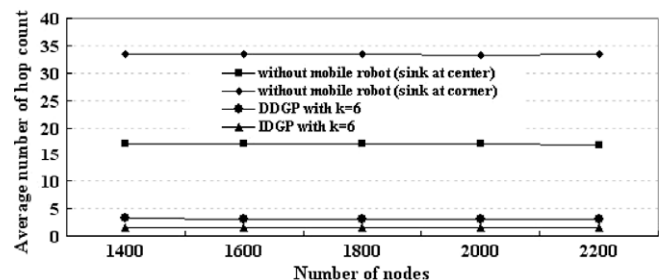 Average number of hop count
40
35
30
25
20
15
10
5
0
without mobile robot (sink at center)
without mobile robot (sink at corner)
DDGP with k=6
IDGP with k=6
1400 1600 1800 2000 2200
Number of nodes